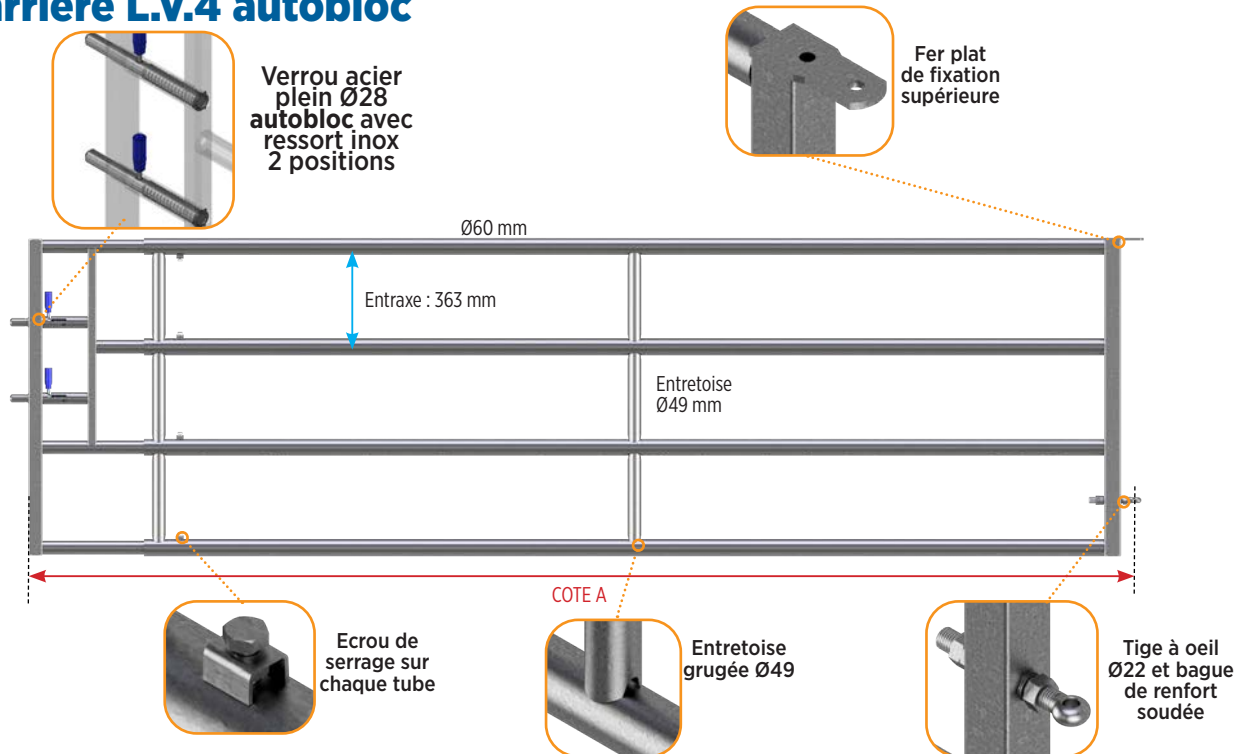 arrière L.V.4 autobloc
Verrou acier
plein Ø28
autobloc avec
ressort inox
2 positions
Fer plat
de fixation
supérieure
Ø60 mm
Entraxe : 363 mm
Entretoise
Ø49 mm
COTE A
Ecrou de
serrage sur
chaque tube
Entretoise
grugée Ø49
Tige à oeil
Ø22 et bague
de renfort
soudée